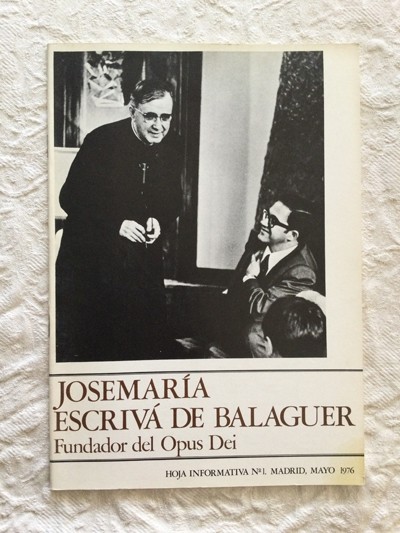 JOSEMARÍA
ESCRIVÁ DE BALAGUER
Fundador del Opus Dei
HOJA INFORMATIVA Nº1. MADRID, MAYO 1976